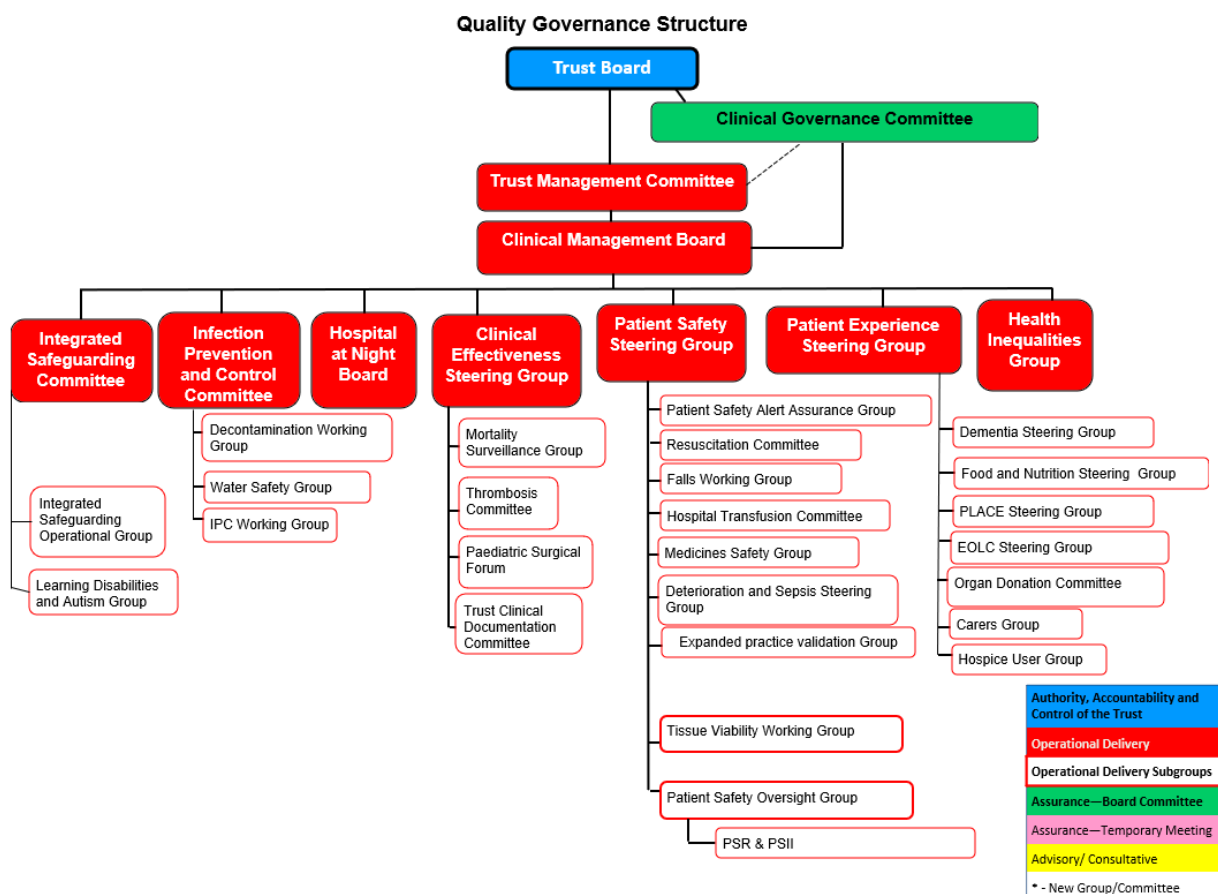 Quality Governance Structure
Trust Board
Clinical Governance Committee
Trust Management Committee
Clinical Management Board
Integrated
Safeguarding
Committee
Infection
Prevention
and Control
Committee
Hospital
at Night
Board
Clinical
Effectiveness
Steering Group
Patient Safety
Steering Group
Patient Experience
Steering Group
Health
Inequalities
Group
Integrated
Safeguarding
Operational Group
Learning Disabilities
and Autism Group
Decontamination Working
Group
Water Safety Group
IPC Working Group
Mortality
Surveillance Group
Thrombosis
Committee
Paediatric Surgical
Forum
Trust Clinical
Documentation
Committee
Patient Safety Alert Assurance Group
Resuscitation Committee
Falls Working Group
Hospital Transfusion Committee
Medicines Safety Group
Deterioration and Sepsis Steering
Group
Expanded practice validation Group
Tissue Viability Working Group
Patient Safety Oversight Group
PSR & PSII
Dementia Steering Group
Food and Nutrition Steering Group
PLACE Steering Group
EOLC Steering Group
Organ Donation Committee
Carers Group
Hospice User Group
Authority, Accountability and
Control of the Trust
Operational Delivery
Operational Delivery Subgroups
Assurance—Board Committee
Assurance—Temporary Meeting
Advisory/ Consultative
* - New Group/Committee